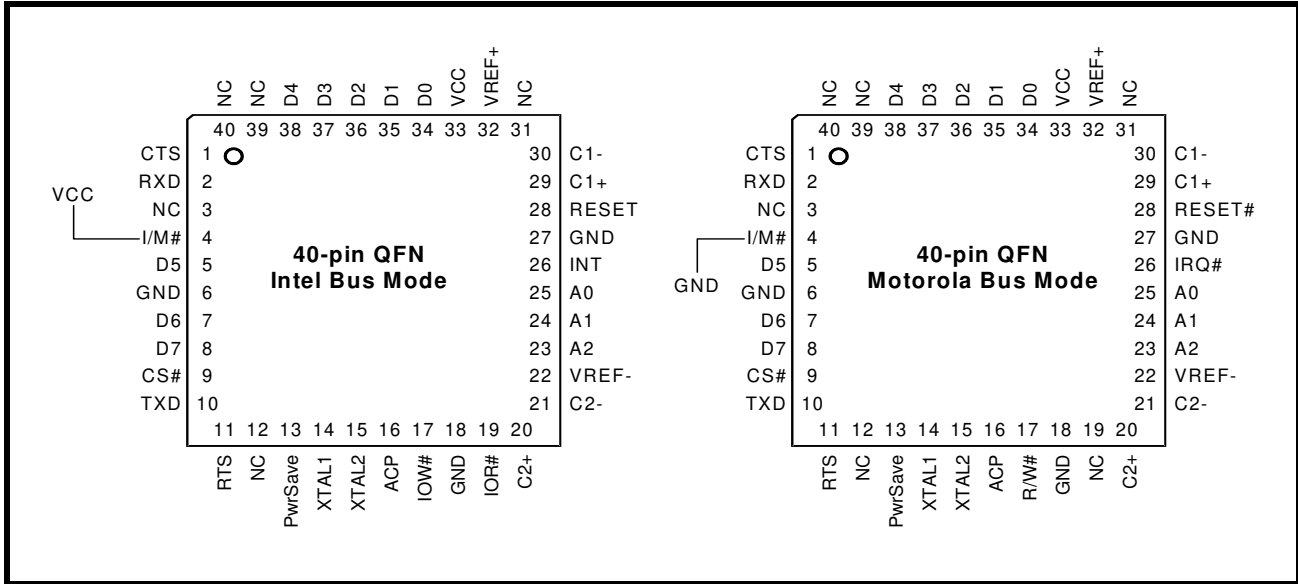 NC NC D4 D3 D2 D1 D0 VCC VREF+ NC
40 39 38 37 36 35 34 33 32 31
CTS 1 30 C1-
RXD 2 29 C1+
VCC
NC 3 28 RESET
I/M# 4 27 GND
40-pin QFN
Intel Bus Mode
D5 5 26 INT
GND 6 25 A0
D6 7 24 A1
D7 8 23 A2
CS# 9 22 VREF-
TXD 10 21 C2-
11 12 13 14 15 16 17 18 19 20
RTS NC PwrSave XTAL1 XTAL2 ACP IOW# GND IOR# C2+
NC NC D4 D3 D2 D1 D0 VCC VREF+ NC
40 39 38 37 36 35 34 33 32 31
CTS 1 30 C1-
RXD 2 29 C1+
NC 3 28 RESET#
I/M# 4 27 GND
40-pin QFN
Motorola Bus Mode
D5 5 26 IRQ#
GND
GND 6 25 A0
D6 7 24 A1
D7 8 23 A2
CS# 9 22 VREF-
TXD 10 21 C2-
11 12 13 14 15 16 17 18 19 20
RTS NC PwrSave XTAL1 XTAL2 ACP R/W# GND NC C2+